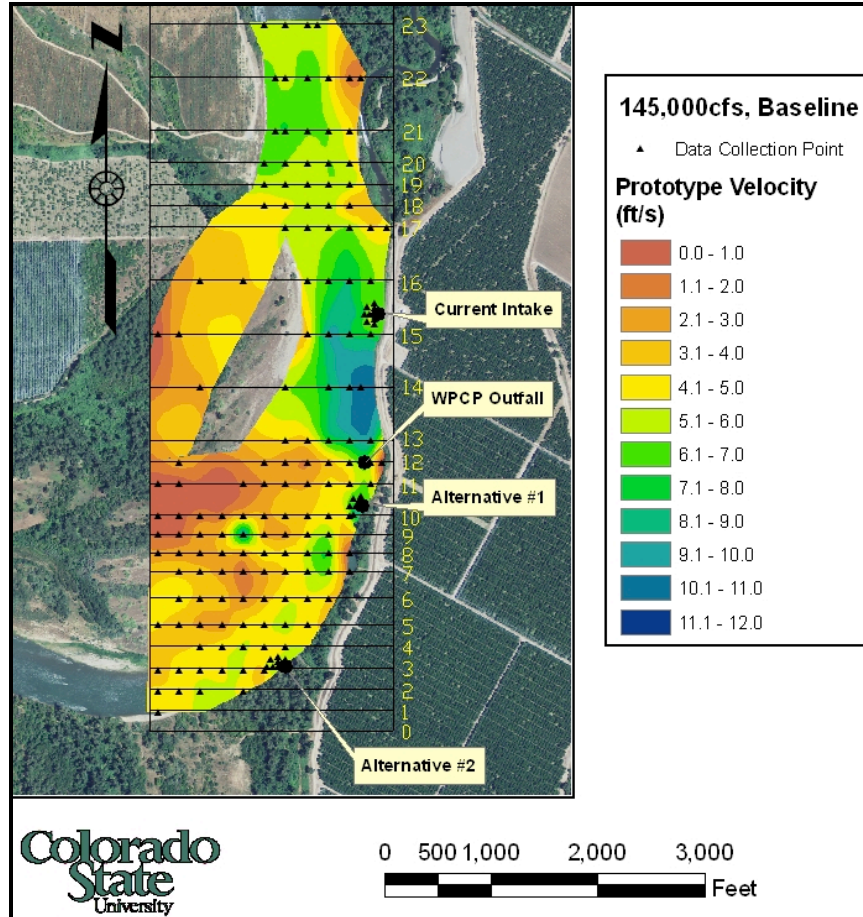 Z
23
22
21
20
19
18
17
16
15
14
13
12
11
10
9
8
7
6
5
4
3
2
1
0
Current Intake
WPCP Outfall
Alternative #1
Alternative #2
145,000cfs, Baseline
Data Collection Point
Prototype Velocity
(ft/s)
0.0 - 1.0
1.1 - 2.0
2.1 - 3.0
3.1 - 4.0
4.1 - 5.0
5.1 - 6.0
6.1 - 7.0
7.1 - 8.0
8.1 - 9.0
9.1 - 10.0
10.1 - 11.0
11.1 - 12.0
Colorado
State
University
0 500 1,000 2,000 3,000
Feet